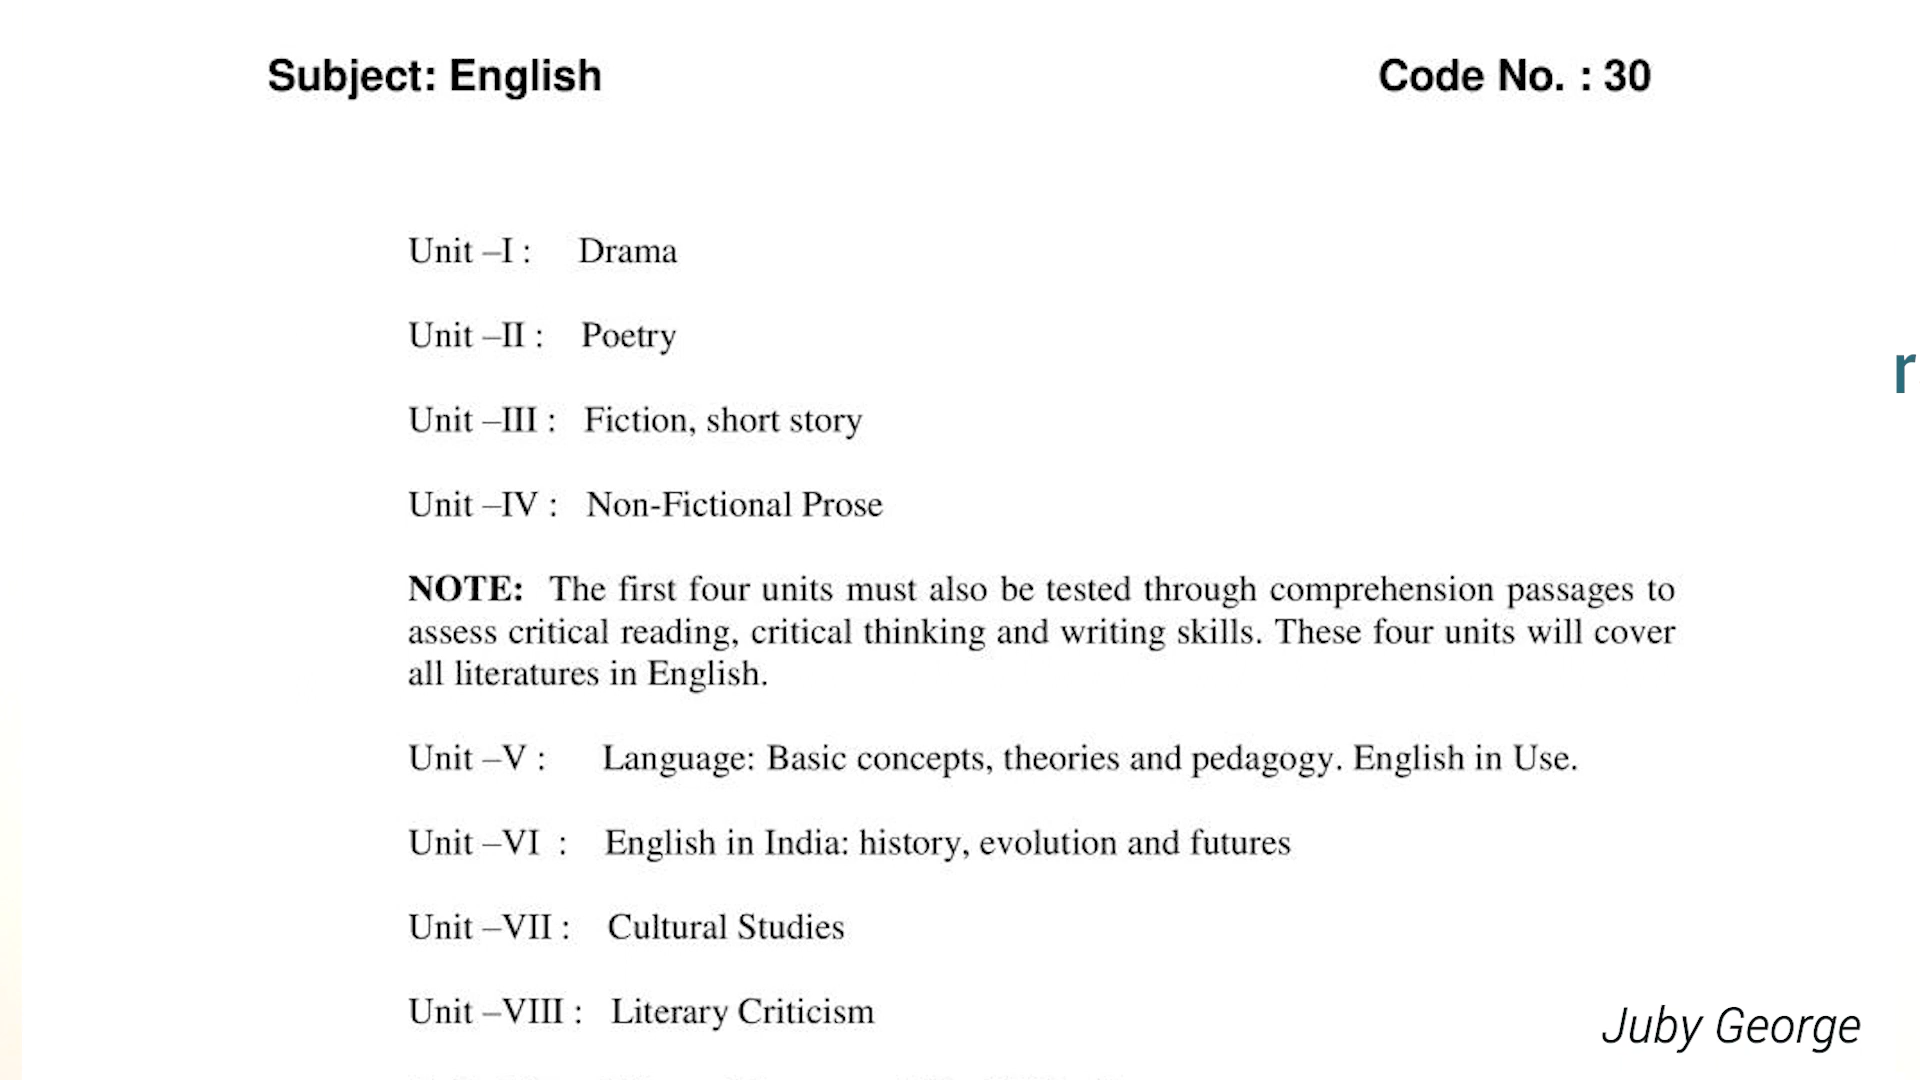 Subject: English Code No. : 30
Unit –I : Drama
Unit –II : Poetry
r
Unit –III : Fiction, short story
Unit –IV : Non-Fictional Prose
NOTE: The first four units must also be tested through comprehension passages to
assess critical reading, critical thinking and writing skills. These four units will cover
all literatures in English.
Unit –V : Language: Basic concepts, theories and pedagogy. English in Use.
Unit –VI : English in India: history, evolution and futures
Unit –VII : Cultural Studies
Unit –VIII : Literary Criticism
Juby George